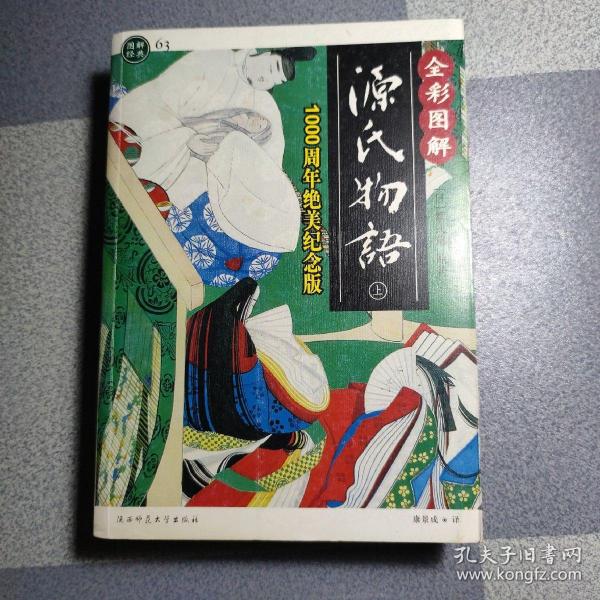 图解
经典
63
全彩图解
源氏物語
上
1000周年绝美纪念版
陕西师范大学出版社
康景成 译
孔夫子旧书网
www.kongfz.com